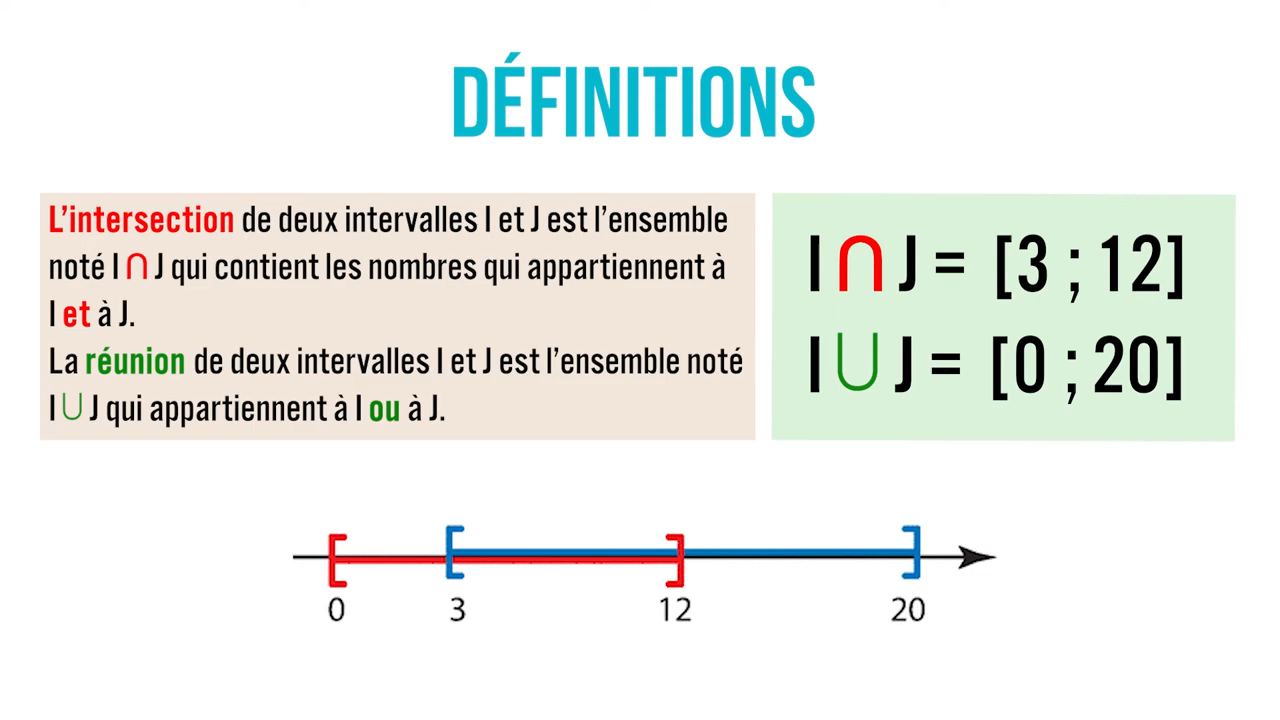 DÉFINITIONS
L’intersection de deux intervalles I et J est l’ensemble
noté I ∩ J qui contient les nombres qui appartiennent à
I et à J.
La réunion de deux intervalles I et J est l’ensemble noté
I ∪ J qui appartiennent à I ou à J.
I ∩ J = [3 ; 12]
I ∪ J = [0 ; 20]
0 3 12 20